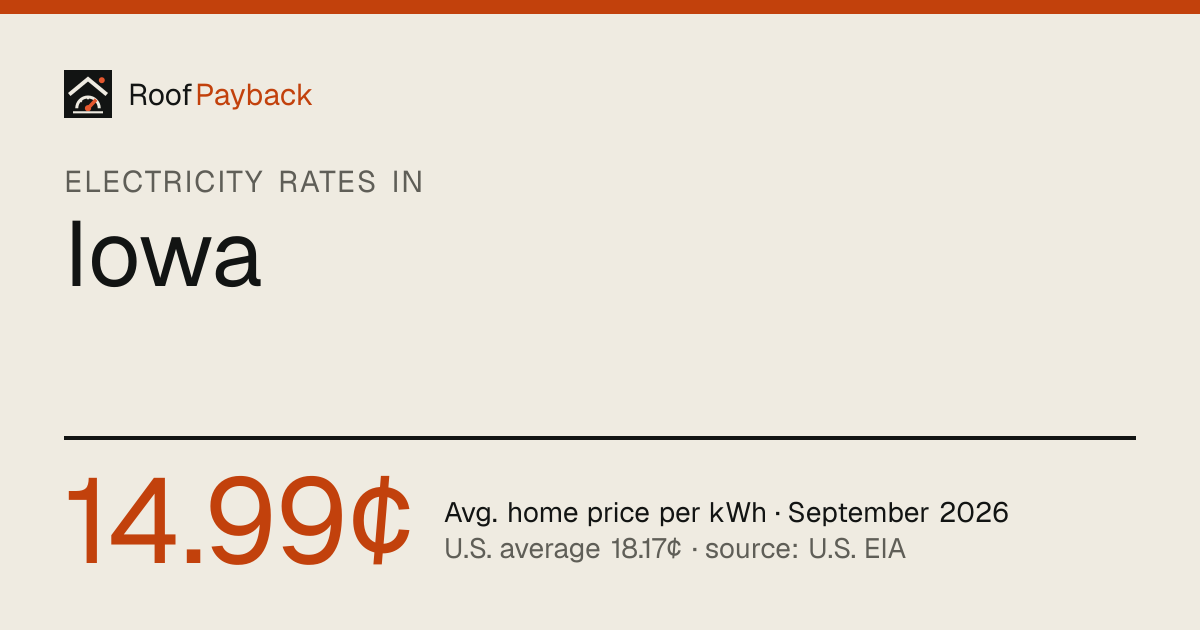 RoofPayback
ELECTRICITY RATES IN
Iowa
14.99¢
Avg. home price per kWh · September 2026
U.S. average 18.17¢ · source: U.S. EIA